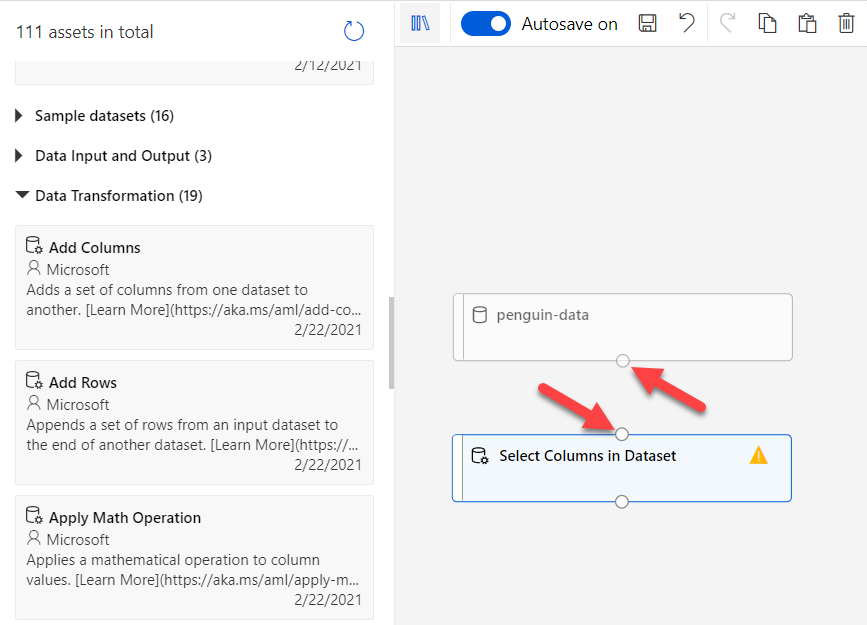 111 assets in total
Autosave on
2/12/2021
Sample datasets (16)
Data Input and Output (3)
Data Transformation (19)
Add Columns
Microsoft
Adds a set of columns from one dataset to
another. [Learn More](https://aka.ms/aml/add-co...
2/22/2021
Add Rows
Microsoft
Appends a set of rows from an input dataset to
the end of another dataset. [Learn More](https://...
2/22/2021
Apply Math Operation
Microsoft
Applies a mathematical operation to column
values. [Learn More](https://aka.ms/aml/apply-m...
2/22/2021
penguin-data
Select Columns in Dataset